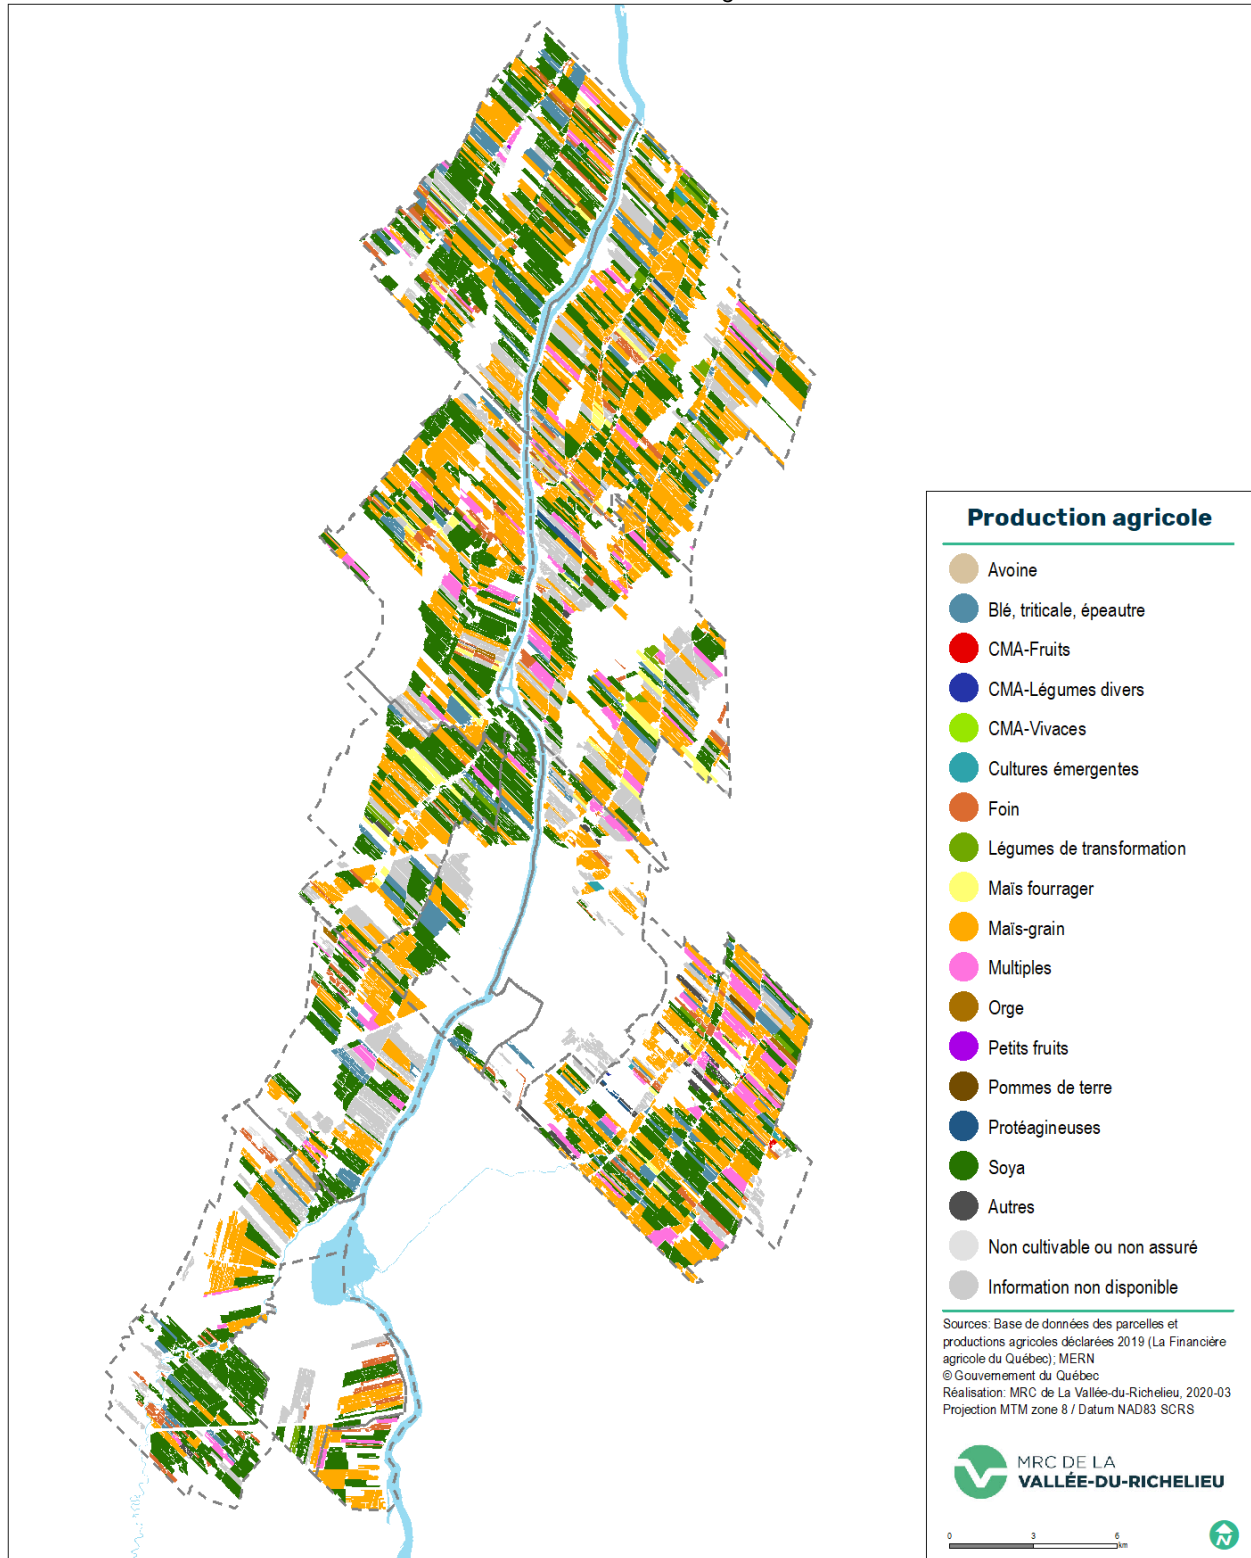 Production agricole
Avoine
Blé, triticale, épeautre
CMA-Fruits
CMA-Légumes divers
CMA-Vivaces
Cultures émergentes
Foin
Légumes de transformation
Maïs fourrager
Maïs-grain
Multiples
Orge
Petits fruits
Pommes de terre
Protéagineuses
Soya
Autres
Non cultivable ou non assuré
Information non disponible
Sources: Base de données des parcelles et
productions agricoles déclarées 2019 (La Financière
agricole du Québec); MERN
© Gouvernement du Québec
Réalisation: MRC de La Vallée-du-Richelieu, 2020-03
Projection MTM zone 8 / Datum NAD83 SCRS
MRC DE LA
VALLÉE-DU-RICHELIEU
0 3 6
km
N